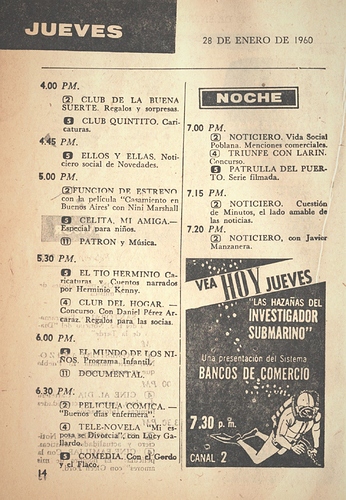 JUEVES
28 DE ENERO DE 1960
4.00 PM.
2 CLUB DE LA BUENA
SUERTE. Regalos y sorpresas.
5 CLUB QUINTITO. Cari-
caturas.
4.45 PM.
5 ELLOS Y ELLAS. Noti-
social de Novedades.
5.00 PM.
2 FUNCION DE ESTRENO
con la película "Casamiento en
Buenos Aires" con Niní Marshall
5 CELITA, MI AMIGA.—
Especial para niños.
11 PATRON y Música.
5.30 PM.
5 EL TIO HERMINIO Ca-
ricaturas y Cuentos narrados
por Herminio Kenny.
4 CLUB DEL HOGAR. —
Concurso. Con Daniel Pérez Ar-
caraz. Regalos para las socias.
6.00 PM.
5 EL MUNDO DE LOS NI-
ÑOS. Programa Infantil.
11 DOCUMENTAL.
6.30 PM.
2 PELICULA COMICA. —
"Buenos días enfermera".
4 TELE-NOVELA "Mi es-
posa se Divorcia", con Lucy Ga-
llardo.
5 COMEDIA. Con el Gordo
y el Flaco.
14
NOCHE
7.00 PM.
2 NOTICIERO. Vida Social
Poblana. Menciones comerciales.
4 TRIUNFE CON LARIN.
Concurso.
5 PATRULLA DEL PUER-
TO. Serie filmada.
7.15 PM.
2 NOTICIERO. Cuestión
de Minutos, el lado amable de
las noticias.
7.20 PM.
2 NOTICIERO, con Javier
Manzanera.
VEA HOY JUEVES
"LAS HAZAÑAS DEL
INVESTIGADOR
SUBMARINO"
Una presentación del Sistema
BANCOS DE COMERCIO
7.30 p. m.
CANAL 2